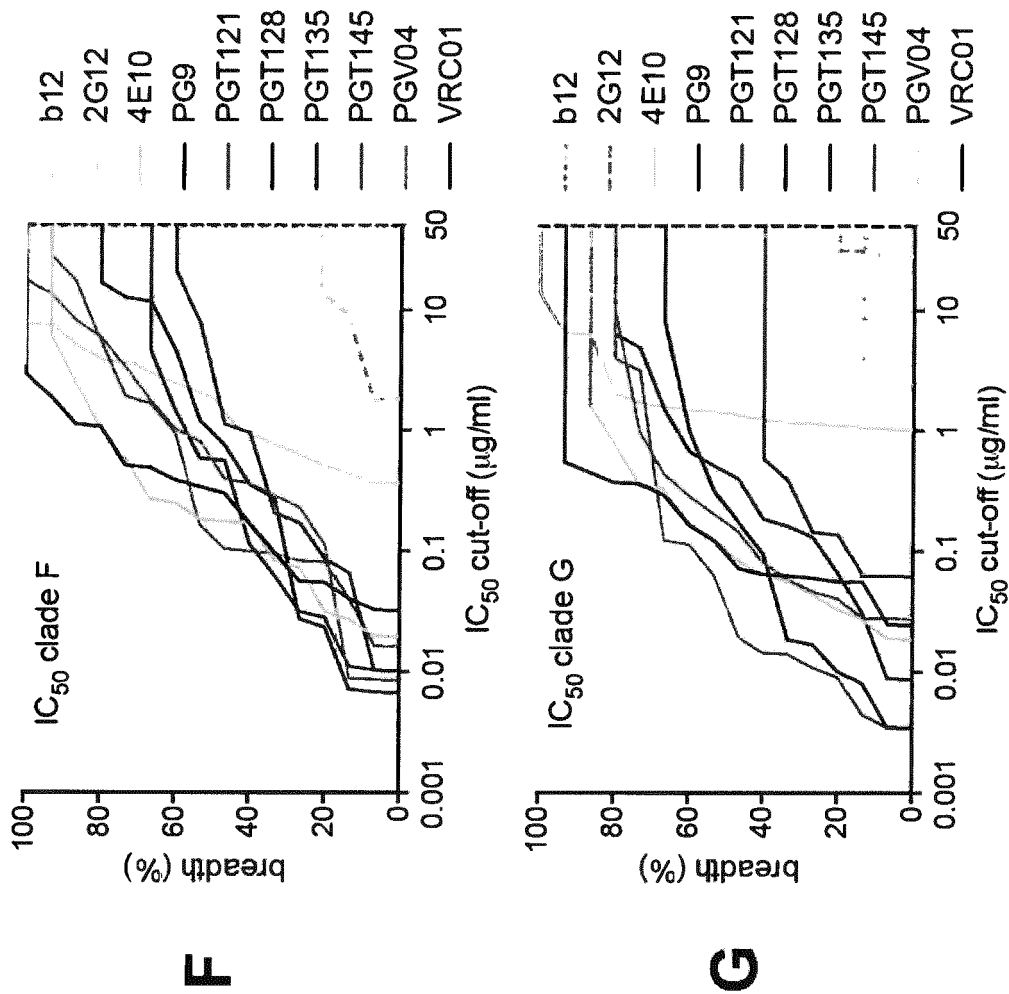 F
IC50 clade F
breadth (%)
100
80
60
40
20
0
0.001
0.01
0.1
1
10
50
IC50 cut-off (µg/ml)
b12
2G12
4E10
PG9
PGT121
PGT128
PGT135
PGT145
PGV04
VRC01
G
IC50 clade G
breadth (%)
100
80
60
40
20
0
0.001
0.01
0.1
1
10
50
IC50 cut-off (µg/ml)
b12
2G12
4E10
PG9
PGT121
PGT128
PGT135
PGT145
PGV04
VRC01